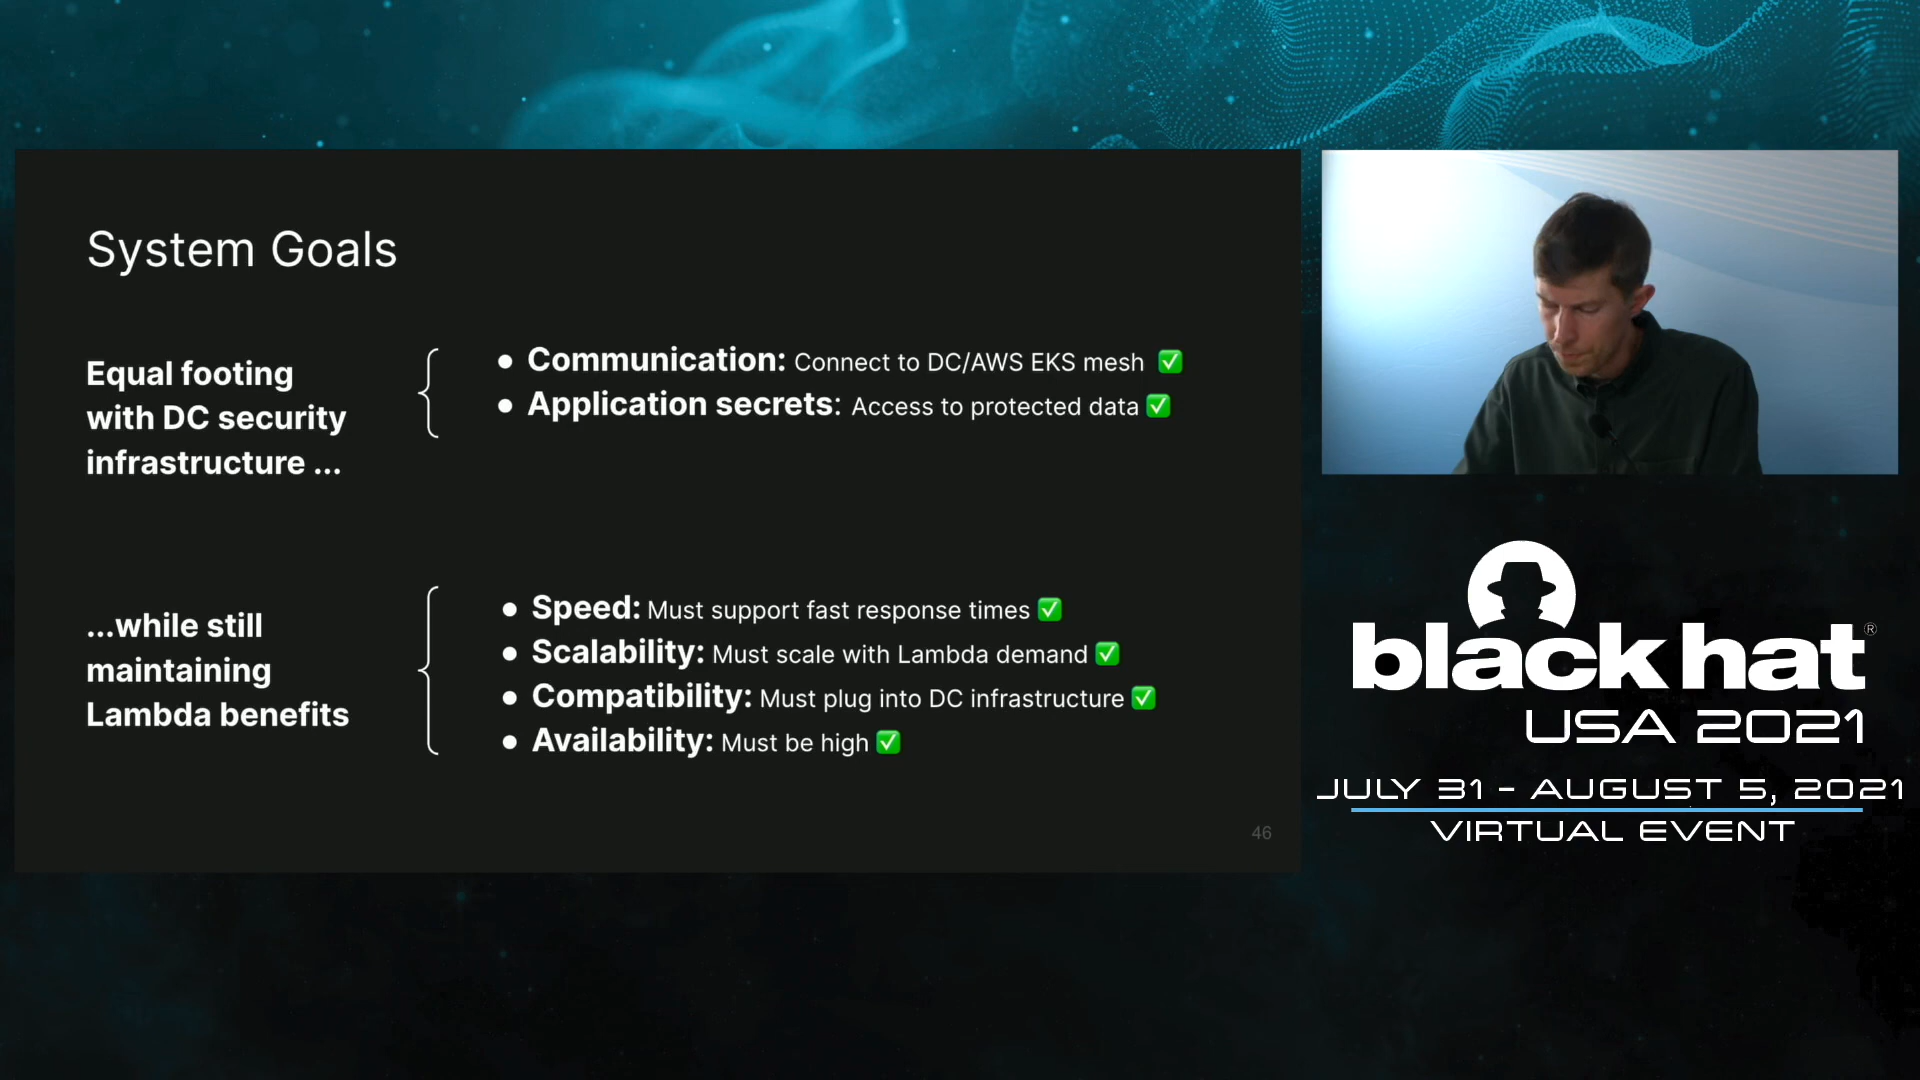 System Goals
Equal footing
with DC security
infrastructure ...
● Communication: Connect to DC/AWS EKS mesh ✅
● Application secrets: Access to protected data ✅
...while still
maintaining
Lambda benefits
● Speed: Must support fast response times ✅
● Scalability: Must scale with Lambda demand ✅
● Compatibility: Must plug into DC infrastructure ✅
● Availability: Must be high ✅
46
black hat®
USA 2021
JULY 31 - AUGUST 5, 2021
VIRTUAL EVENT